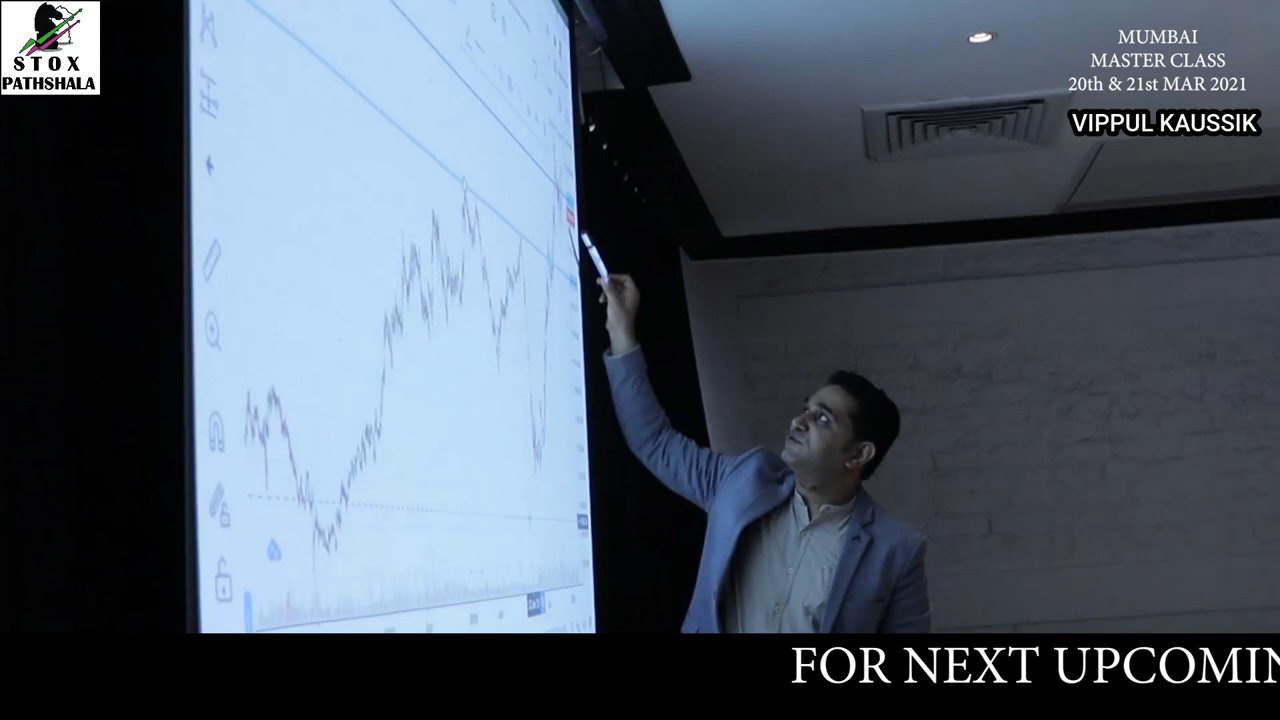 STOX
PATHSHALA
MUMBAI
MASTER CLASS
20th & 21st MAR 2021
VIPPUL KAUSSIK
FOR NEXT UPCOMIN